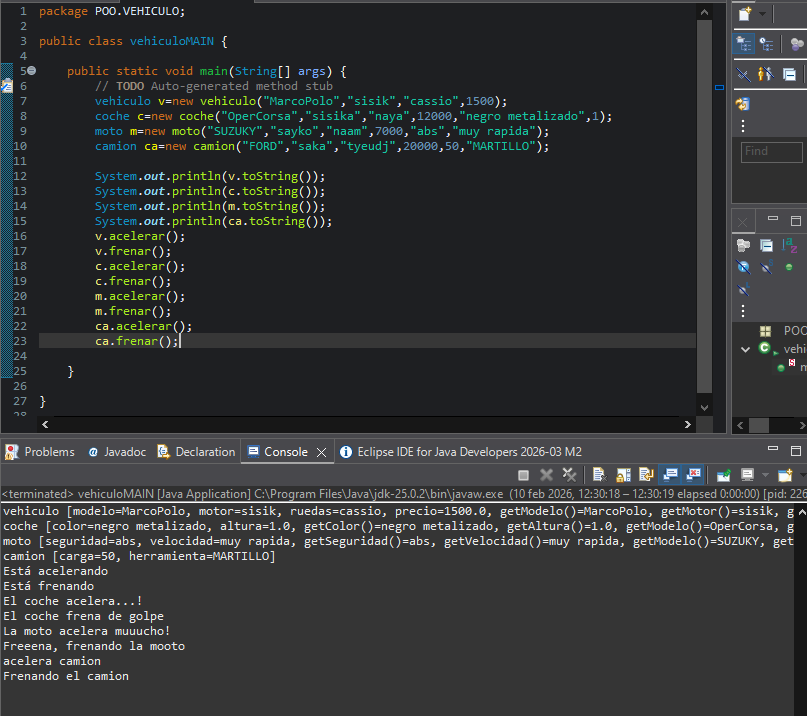 1 package POO.VEHICULO;
2
3 public class vehiculoMAIN {
4
5 public static void main(String[] args) {
6 // TODO Auto-generated method stub
7 vehiculo v=new vehiculo("MarcoPolo","sisik","cassio",1500);
8 coche c=new coche("OperCorsa","sisika","naya",12000,"negro metalizado",1);
9 moto m=new moto("SUZUKY","sayko","naam",7000,"abs","muy rapida");
10 camion ca=new camion("FORD","saka","tyeudj",20000,50,"MARTILLO");
11
12 System.out.println(v.toString());
13 System.out.println(c.toString());
14 System.out.println(m.toString());
15 System.out.println(ca.toString());
16 v.acelerar();
17 v.frenar();
18 c.acelerar();
19 c.frenar();
20 m.acelerar();
21 m.frenar();
22 ca.acelerar();
23 ca.frenar();
24
25 }
26
27 }
28
Find
POO
vehi
m
Problems Javadoc Declaration Console Eclipse IDE for Java Developers 2026-03 M2
<terminated> vehiculoMAIN [Java Application] C:\Program Files\Java\jdk-25.0.2\bin\javaw.exe (10 feb 2026, 12:30:18 – 12:30:19 elapsed 0:00:00) [pid: 226
vehiculo [modelo=MarcoPolo, motor=sisik, ruedas=cassio, precio=1500.0, getModelo()=MarcoPolo, getMotor()=sisik, g
coche [color=negro metalizado, altura=1.0, getColor()=negro metalizado, getAltura()=1.0, getModelo()=OperCorsa, g
moto [seguridad=abs, velocidad=muy rapida, getSeguridad()=abs, getVelocidad()=muy rapida, getModelo()=SUZUKY, get
camion [carga=50, herramienta=MARTILLO]
Está acelerando
Está frenando
El coche acelera...!
El coche frena de golpe
La moto acelera muuucho!
Freeena, frenando la mooto
acelera camion
Frenando el camion